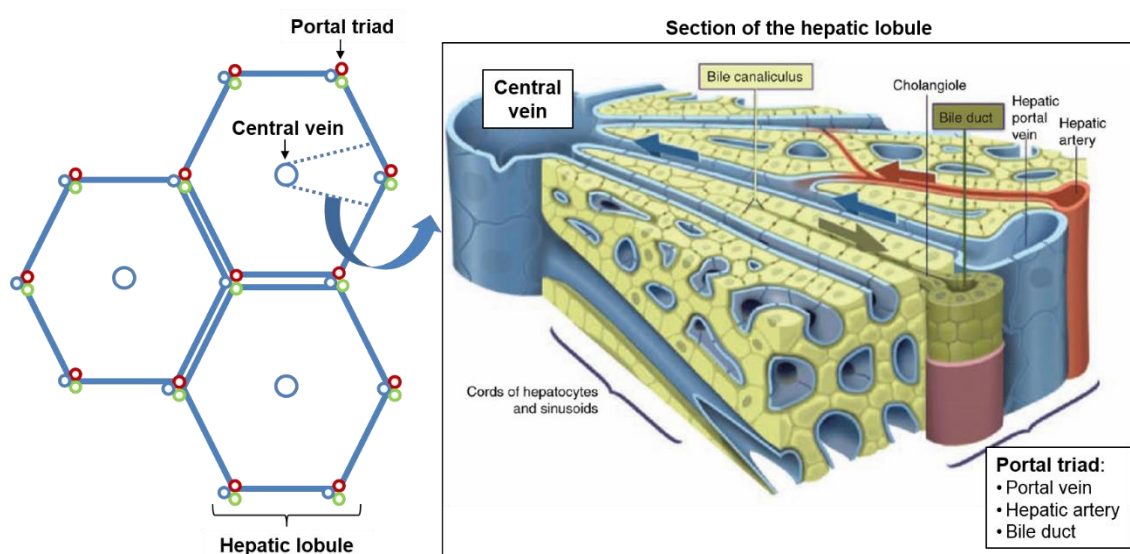 Portal triad
Central vein
Hepatic lobule
Section of the hepatic lobule
Central
vein
Bile canaliculus
Cholangiole
Bile duct
Hepatic
portal
vein
Hepatic
artery
Cords of hepatocytes
and sinusoids
Portal triad:
• Portal vein
• Hepatic artery
• Bile duct